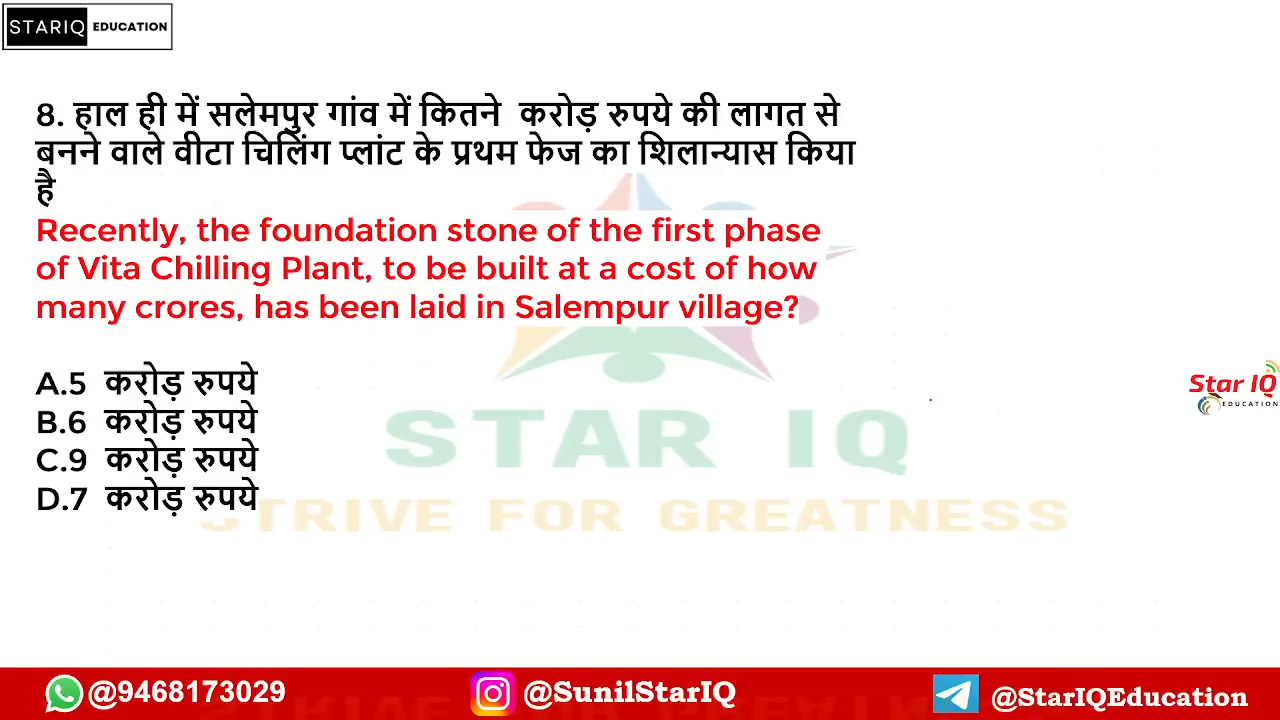 STARIQ EDUCATION
8. हाल ही में सलेमपुर गांव में कितने करोड़ रुपये की लागत से
बनने वाले वीटा चिलिंग प्लांट के प्रथम फेज का शिलान्यास किया
है
Recently, the foundation stone of the first phase
of Vita Chilling Plant, to be built at a cost of how
many crores, has been laid in Salempur village?
A.5 करोड़ रुपये
B.6 करोड़ रुपये
C.9 करोड़ रुपये
D.7 करोड़ रुपये
Star IQ
EDUCATION
STAR IQ
STRIVE FOR GREATNESS
@9468173029 @SunilStarIQ @StarIQEducation